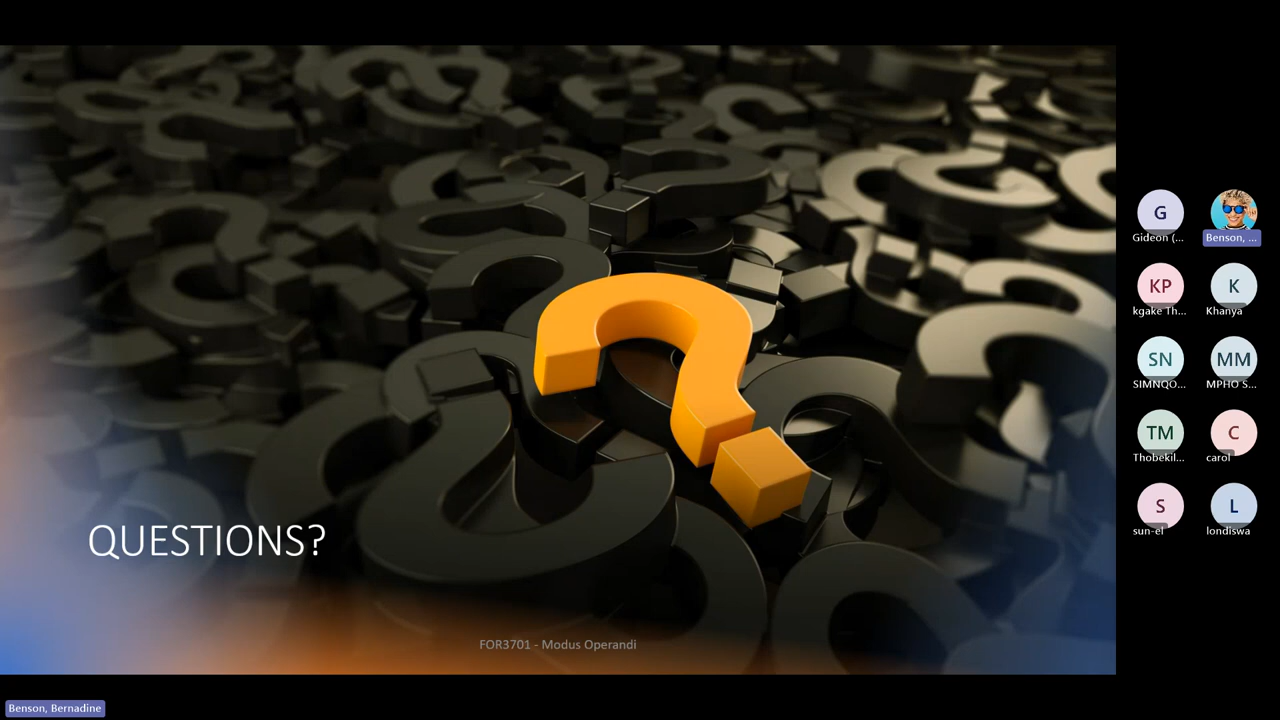 QUESTIONS?
FOR3701 - Modus Operandi
Benson, Bernadine
G
Gideon (...
Benson, ...
KP
kgake Th...
K
Khanya
SN
SIMNQO...
MM
MPHO S...
TM
Thobekil...
C
carol
S
sun-el
L
londiswa